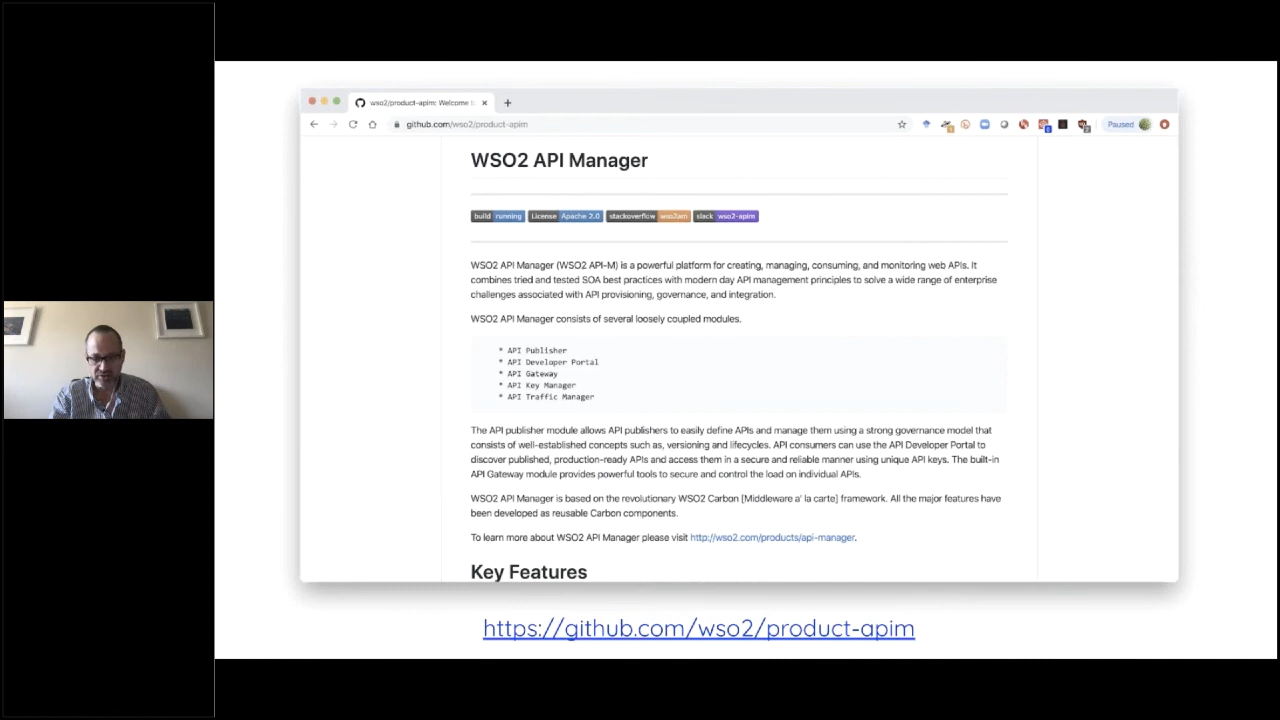 wso2/product-apim: Welcome t
github.com/wso2/product-apim
Paused
WSO2 API Manager
build running License Apache 2.0 stackoverflow wso2am slack wso2-apim
WSO2 API Manager (WSO2 API-M) is a powerful platform for creating, managing, consuming, and monitoring web APIs. It
combines tried and tested SOA best practices with modern day API management principles to solve a wide range of enterprise
challenges associated with API provisioning, governance, and integration.
WSO2 API Manager consists of several loosely coupled modules.
* API Publisher
* API Developer Portal
* API Gateway
* API Key Manager
* API Traffic Manager
The API publisher module allows API publishers to easily define APIs and manage them using a strong governance model that
consists of well-established concepts such as, versioning and lifecycles. API consumers can use the API Developer Portal to
discover published, production-ready APIs and access them in a secure and reliable manner using unique API keys. The built-in
API Gateway module provides powerful tools to secure and control the load on individual APIs.
WSO2 API Manager is based on the revolutionary WSO2 Carbon [Middleware a' la carte] framework. All the major features have
been developed as reusable Carbon components.
To learn more about WSO2 API Manager please visit http://wso2.com/products/api-manager.
Key Features
https://github.com/wso2/product-apim